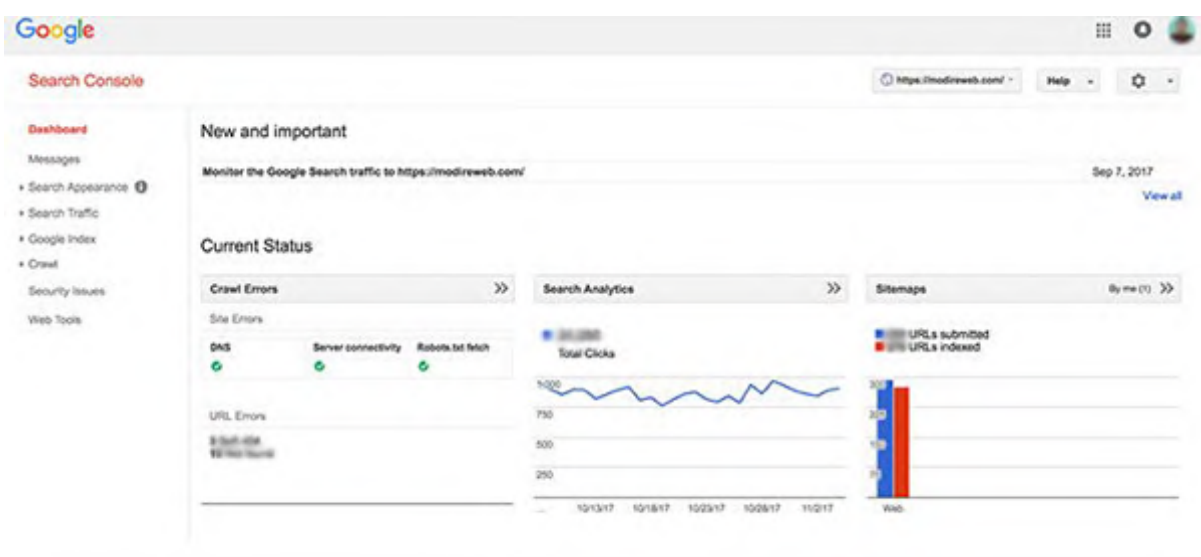 Google
Search Console
https://modireweb.com/
Help
Dashboard
Messages
Search Appearance
Search Traffic
Google Index
Crawl
Security Issues
Web Tools
New and important
Monitor the Google Search traffic to https://modireweb.com/
Sep 7, 2017
View all
Current Status
Crawl Errors
Site Errors
DNS Server connectivity Robots.txt fetch
URL Errors
Search Analytics
Total Clicks
750
500
250
... 10/13/17 10/18/17 10/23/17 10/28/17 11/2/17
Sitemaps By me (1)
URLs submitted
URLs indexed
Web